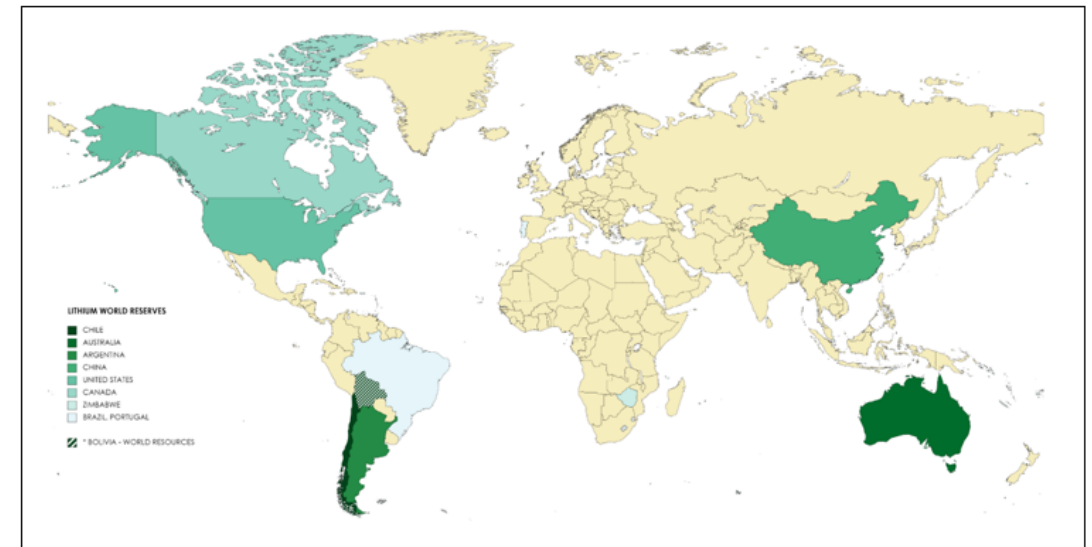 LITHIUM WORLD RESERVES
CHILE
AUSTRALIA
ARGENTINA
CHINA
UNITED STATES
CANADA
ZIMBABWE
BRAZIL, PORTUGAL
* BOLIVIA - WORLD RESOURCES